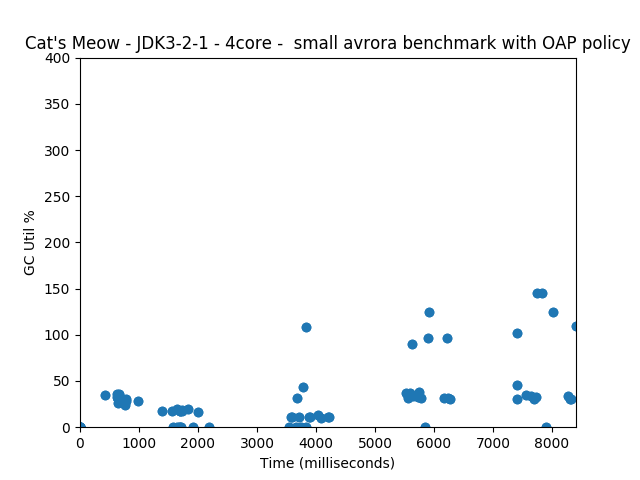 Cat's Meow - JDK3-2-1 - 4core -  small avrora benchmark with OAP policy
400
350
300
250
200
150
100
50
0
GC Util %
0 1000 2000 3000 4000 5000 6000 7000 8000
Time (milliseconds)